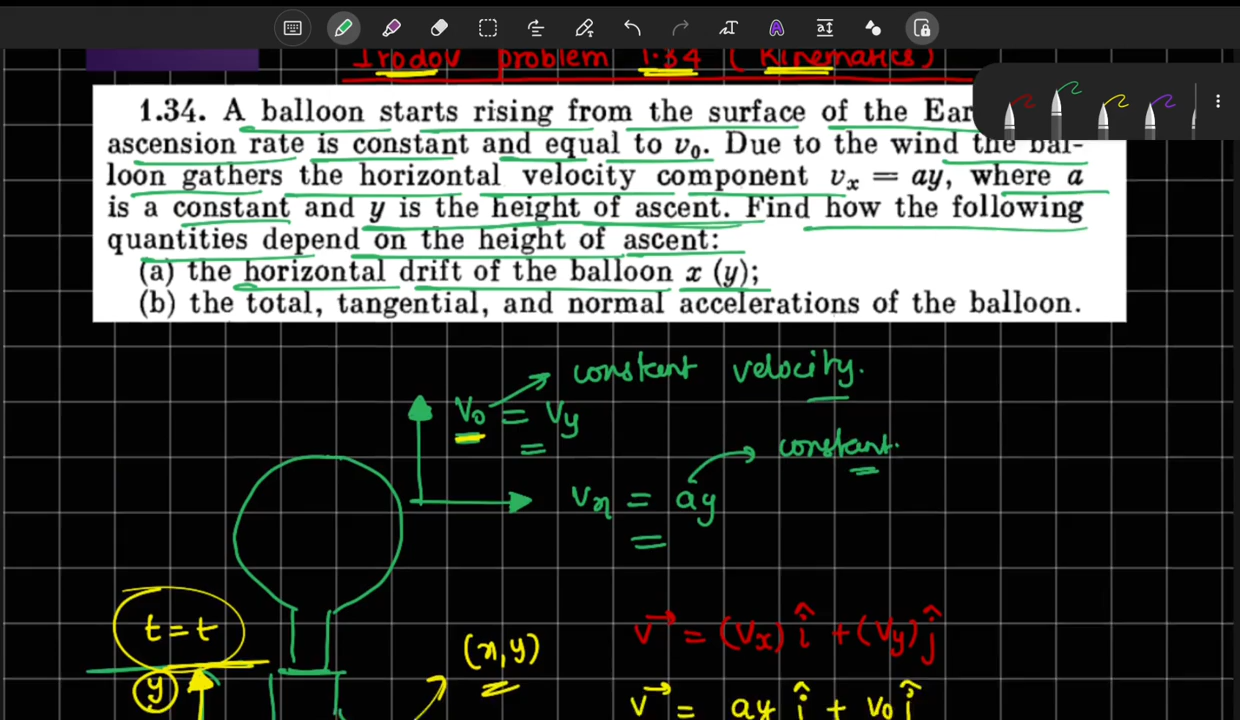 Irodov problem 1.34 (Kinematics)
1.34. A balloon starts rising from the surface of the
ascension rate is constant and equal to v₀. Due to the wind the bal-
loon gathers the horizontal velocity component vₓ = ay, where a
is a constant and y is the height of ascent. Find how the following
quantities depend on the height of ascent:
(a) the horizontal drift of the balloon x (y);
(b) the total, tangential, and normal accelerations of the balloon.
constant velocity.
V₀ = Vy
constant.
Vx = ay
t = t
(x, y)
V⃗ = (Vx) î + (Vy) ĵ
y
V⃗ = ay î + V₀ ĵ